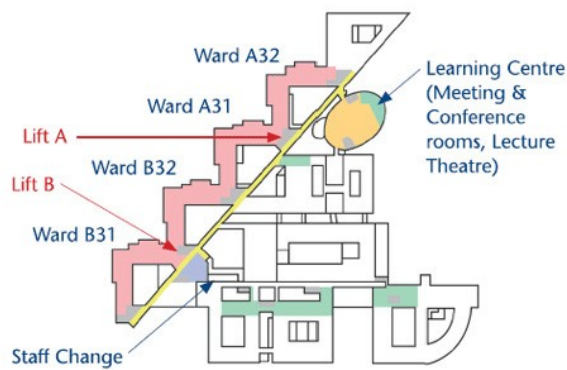 Ward A32
Learning Centre
(Meeting &
Conference
rooms, Lecture
Theatre)
Ward A31
Lift A
Ward B32
Lift B
Ward B31
Staff Change